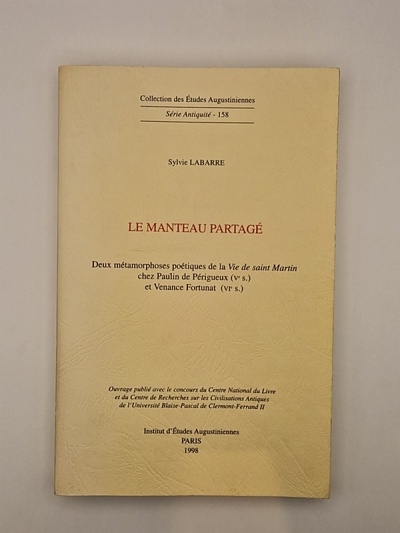 Collection des Études Augustiniennes
Série Antiquité - 158
Sylvie LABARRE
LE MANTEAU PARTAGÉ
Deux métamorphoses poétiques de la Vie de saint Martin
chez Paulin de Périgueux (Vᵉ s.)
et Venance Fortunat (VIᵉ s.)
Ouvrage publié avec le concours du Centre National du Livre
et du Centre de Recherches sur les Civilisations Antiques
de l'Université Blaise-Pascal de Clermont-Ferrand II
Institut d'Études Augustiniennes
PARIS
1998